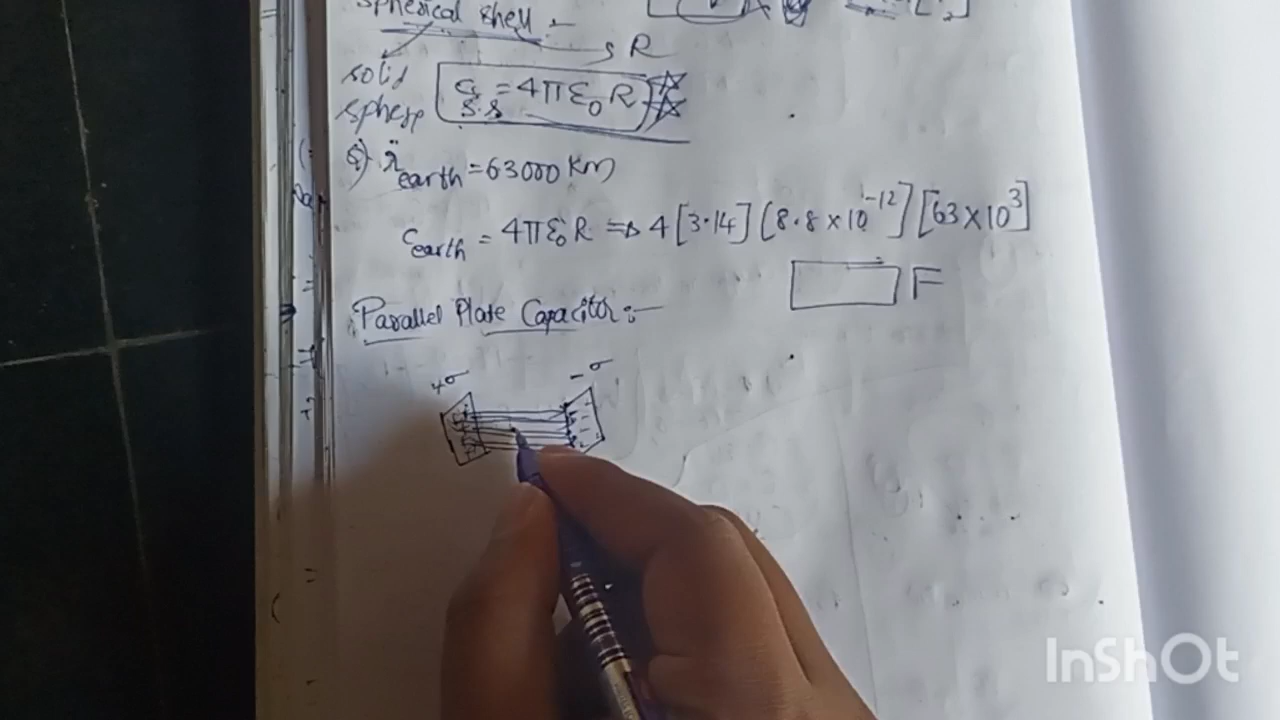 spherical shell :-
R
solid
sphere
C s.s = 4πε₀R
Q) r earth = 63000 Km
C earth = 4πε₀R ⇒ 4 [3.14] [8.8 × 10⁻¹²] [63 × 10³]
F
Parallel Plate Capacitor :-
+σ -σ
InShOt